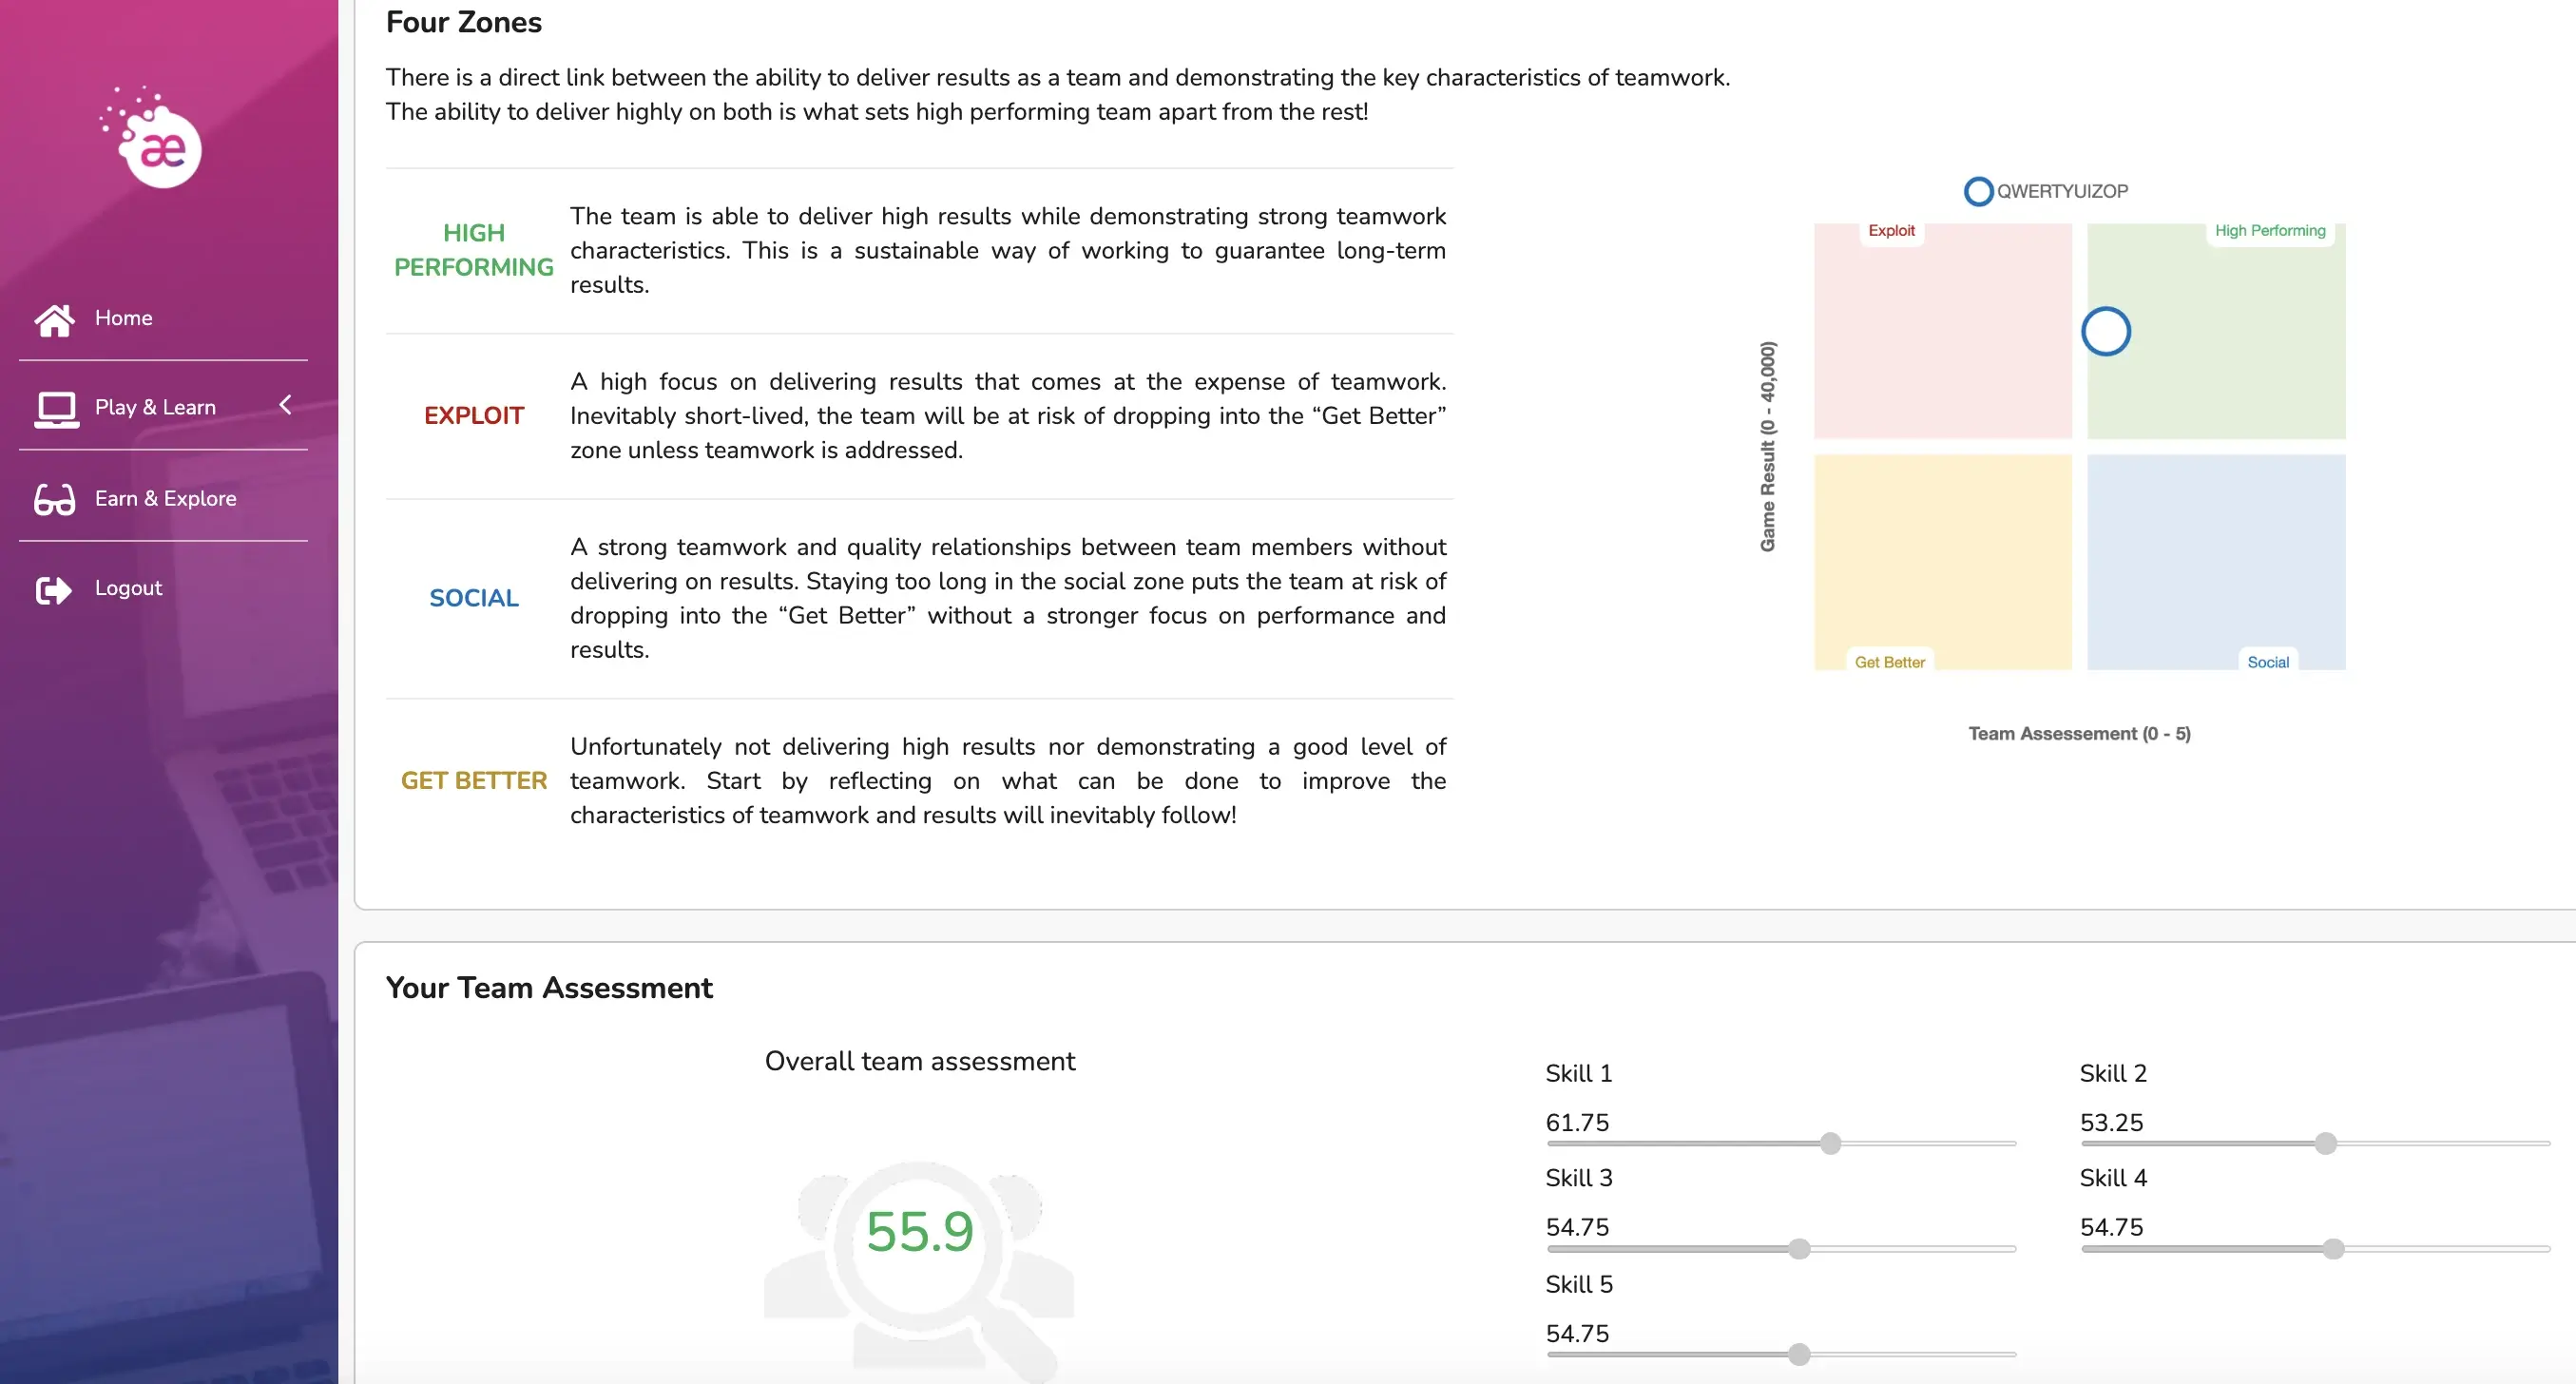 æ
Home
Play & Learn
Earn & Explore
Logout
Four Zones
There is a direct link between the ability to deliver results as a team and demonstrating the key characteristics of teamwork.
The ability to deliver highly on both is what sets high performing team apart from the rest!
HIGH
PERFORMING
The team is able to deliver high results while demonstrating strong teamwork
characteristics. This is a sustainable way of working to guarantee long-term
results.
EXPLOIT
A high focus on delivering results that comes at the expense of teamwork.
Inevitably short-lived, the team will be at risk of dropping into the “Get Better”
zone unless teamwork is addressed.
SOCIAL
A strong teamwork and quality relationships between team members without
delivering on results. Staying too long in the social zone puts the team at risk of
dropping into the “Get Better” without a stronger focus on performance and
results.
GET BETTER
Unfortunately not delivering high results nor demonstrating a good level of
teamwork. Start by reflecting on what can be done to improve the
characteristics of teamwork and results will inevitably follow!
QWERTYUIZOP
Exploit
High Performing
Game Result (0 - 40,000)
Get Better
Social
Team Assessement (0 - 5)
Your Team Assessment
Overall team assessment
55.9
Skill 1
61.75
Skill 2
53.25
Skill 3
54.75
Skill 4
54.75
Skill 5
54.75